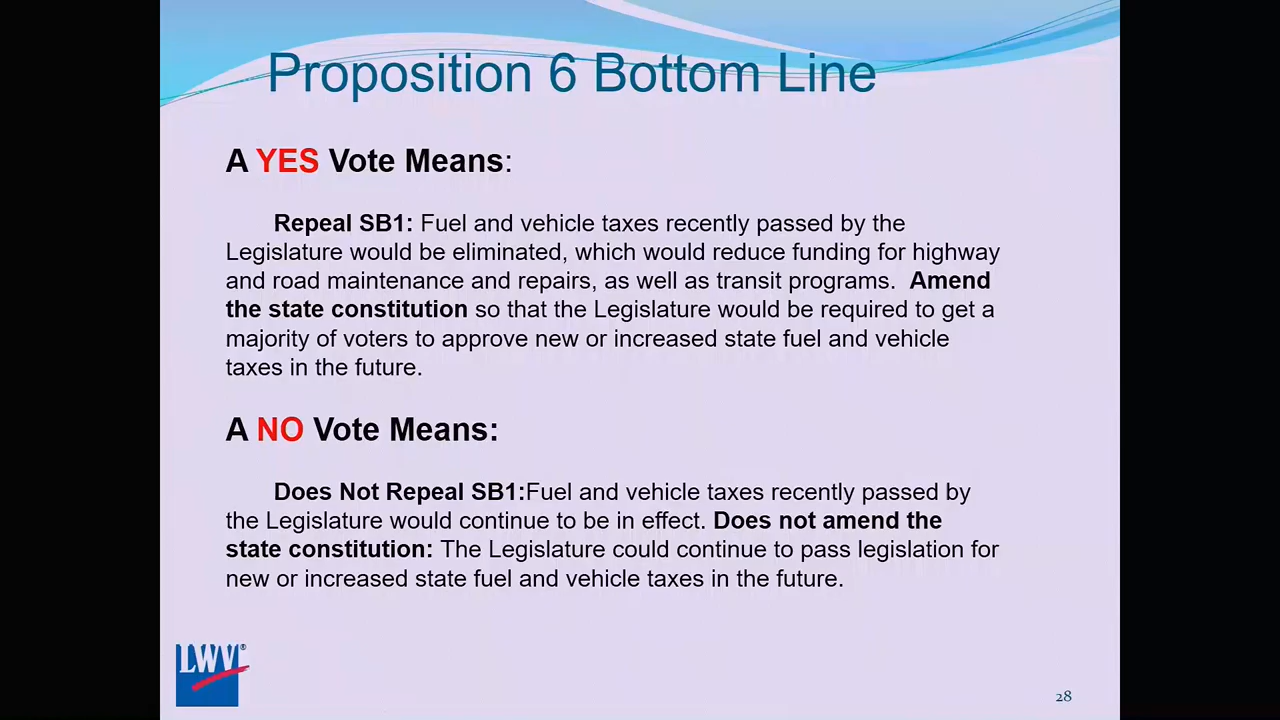 Proposition 6 Bottom Line
A YES Vote Means:
Repeal SB1: Fuel and vehicle taxes recently passed by the
Legislature would be eliminated, which would reduce funding for highway
and road maintenance and repairs, as well as transit programs. Amend
the state constitution so that the Legislature would be required to get a
majority of voters to approve new or increased state fuel and vehicle
taxes in the future.
A NO Vote Means:
Does Not Repeal SB1:Fuel and vehicle taxes recently passed by
the Legislature would continue to be in effect. Does not amend the
state constitution: The Legislature could continue to pass legislation for
new or increased state fuel and vehicle taxes in the future.
LWV®
28